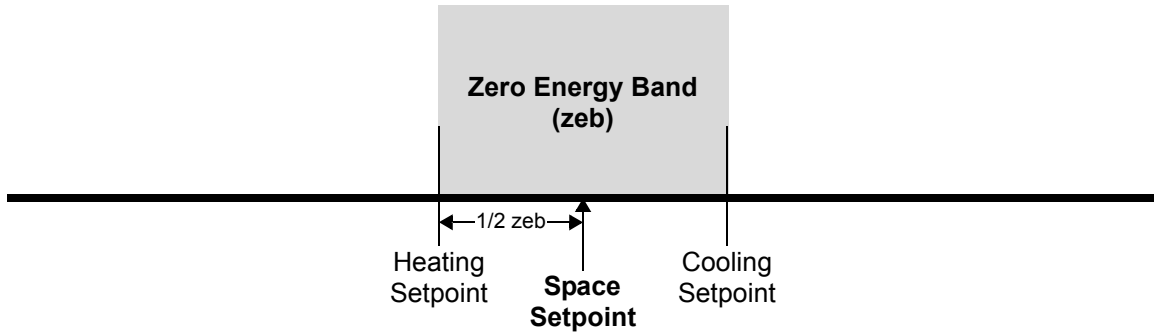 Zero Energy Band
(zeb)
1/2 zeb
Heating
Setpoint
Space
Setpoint
Cooling
Setpoint